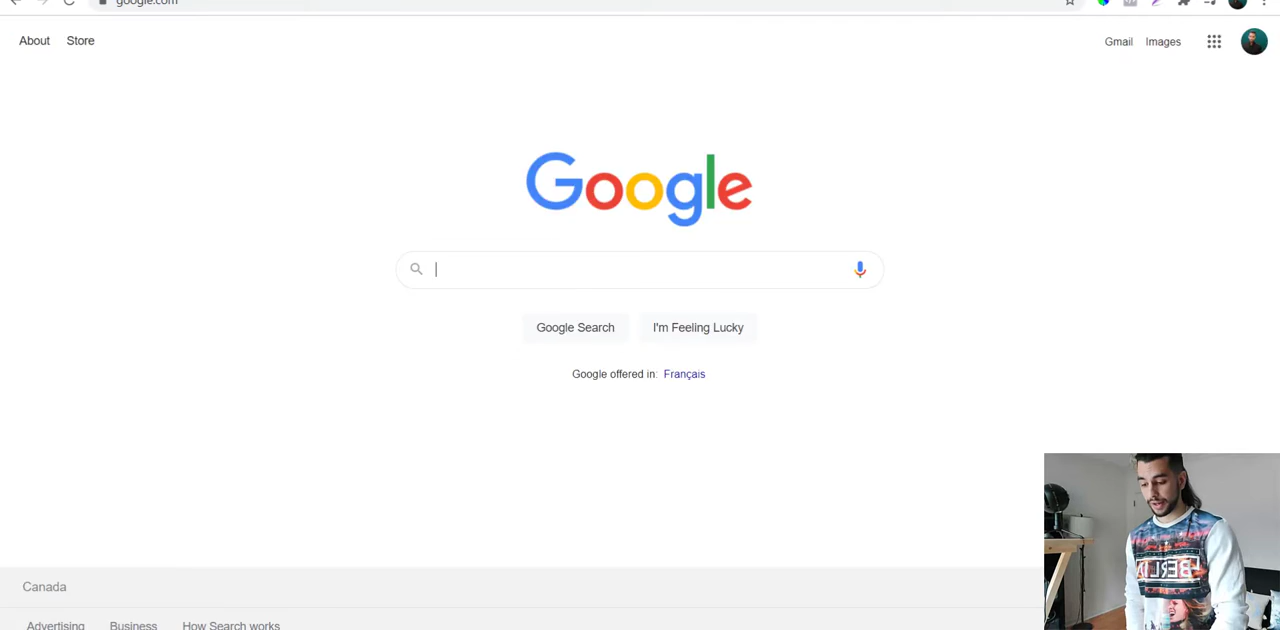 google.com
About Store
Gmail Images
Google
Google Search I'm Feeling Lucky
Google offered in: Français
Canada
Advertising Business How Search works